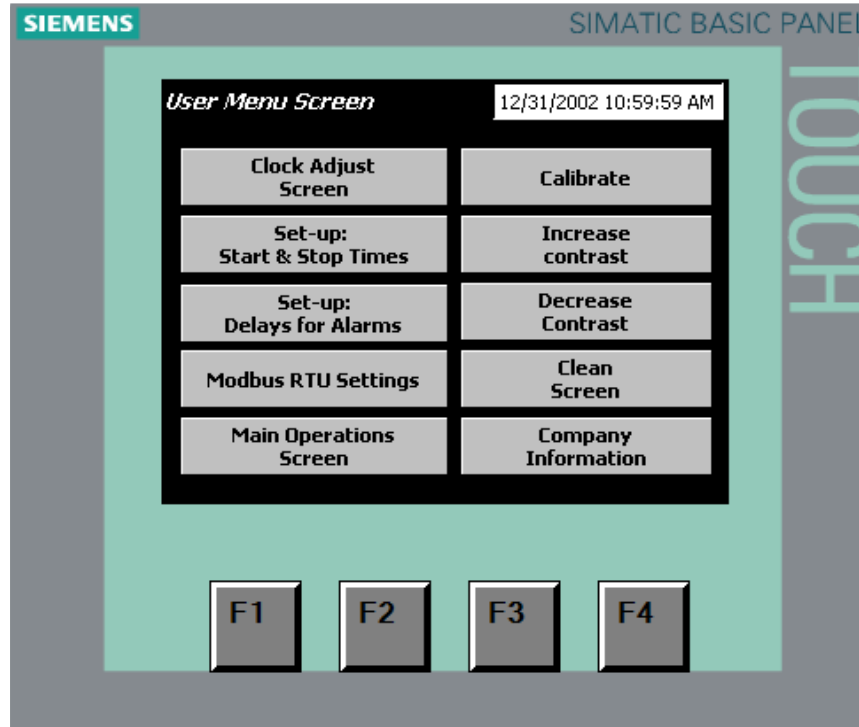 SIEMENS
SIMATIC BASIC PANEL
TOUCH
User Menu Screen
12/31/2002 10:59:59 AM
Clock Adjust
Screen
Calibrate
Set-up:
Start & Stop Times
Increase
contrast
Set-up:
Delays for Alarms
Decrease
Contrast
Modbus RTU Settings
Clean
Screen
Main Operations
Screen
Company
Information
F1
F2
F3
F4